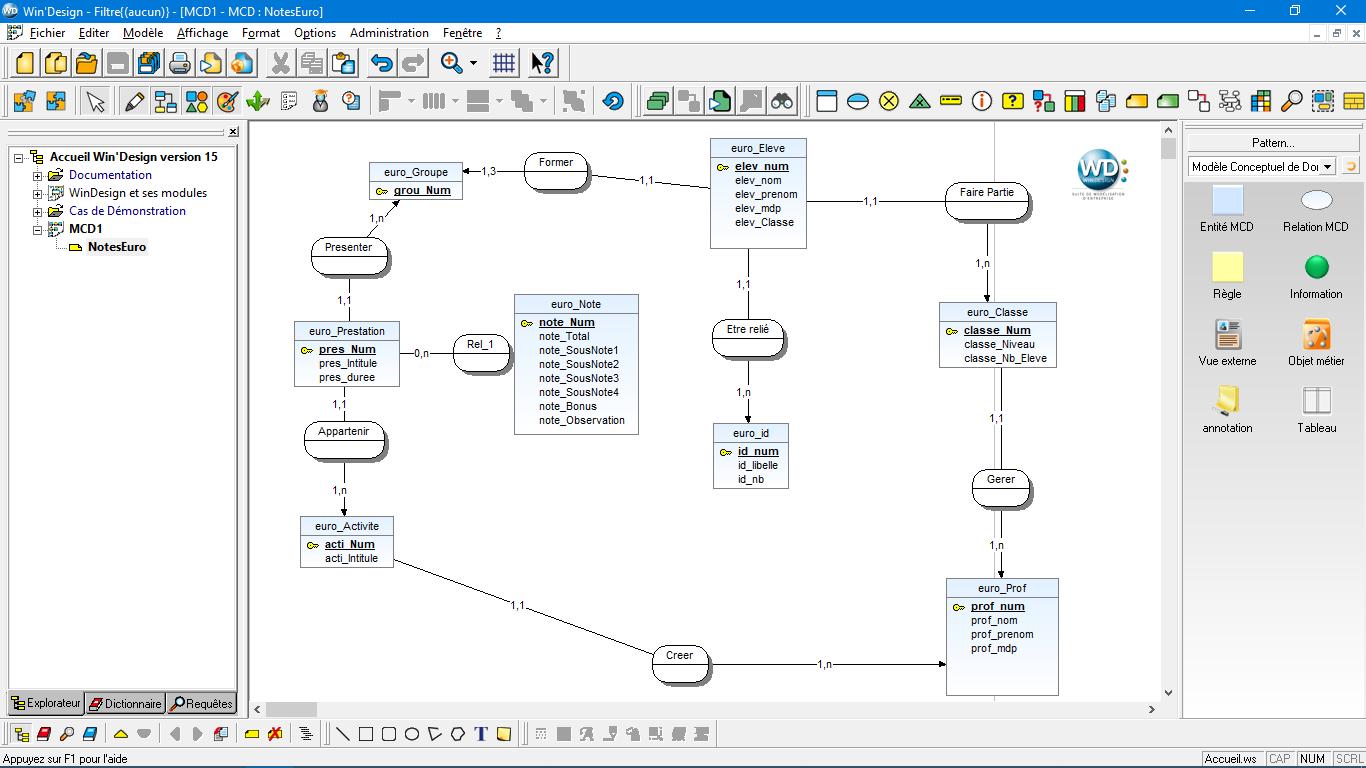 Win'Design - Filtre{(aucun)} - [MCD1 - MCD : NotesEuro]
Fichier Editer Modèle Affichage Format Options Administration Fenêtre ?
Accueil Win'Design version 15
Documentation
WinDesign et ses modules
Cas de Démonstration
MCD1
NotesEuro
Explorateur Dictionnaire Requêtes
euro_Groupe
grou_Num
1,3
Former
1,1
euro_Eleve
elev_num
elev_nom
elev_prenom
elev_mdp
elev_Classe
1,1
Faire Partie
WD
WINDESIGN
SUITE DE MODÉLISATION
D'ENTREPRISE
1,n
Presenter
1,1
1,n
1,1
euro_Prestation
pres_Num
pres_Intitule
pres_duree
0,n
Rel_1
euro_Note
note_Num
note_Total
note_SousNote1
note_SousNote2
note_SousNote3
note_SousNote4
note_Bonus
note_Observation
Etre relié
euro_Classe
classe_Num
classe_Niveau
classe_Nb_Eleve
1,1
Appartenir
1,n
1,n
1,1
euro_id
id_num
id_libelle
id_nb
Gerer
euro_Activite
acti_Num
acti_Intitule
1,n
1,1
Creer
1,n
euro_Prof
prof_num
prof_nom
prof_prenom
prof_mdp
Pattern...
Modèle Conceptuel de Doi
Entité MCD Relation MCD
Règle Information
Vue externe Objet métier
annotation Tableau
Appuyez sur F1 pour l'aide
Accueil.ws CAP NUM SCRL